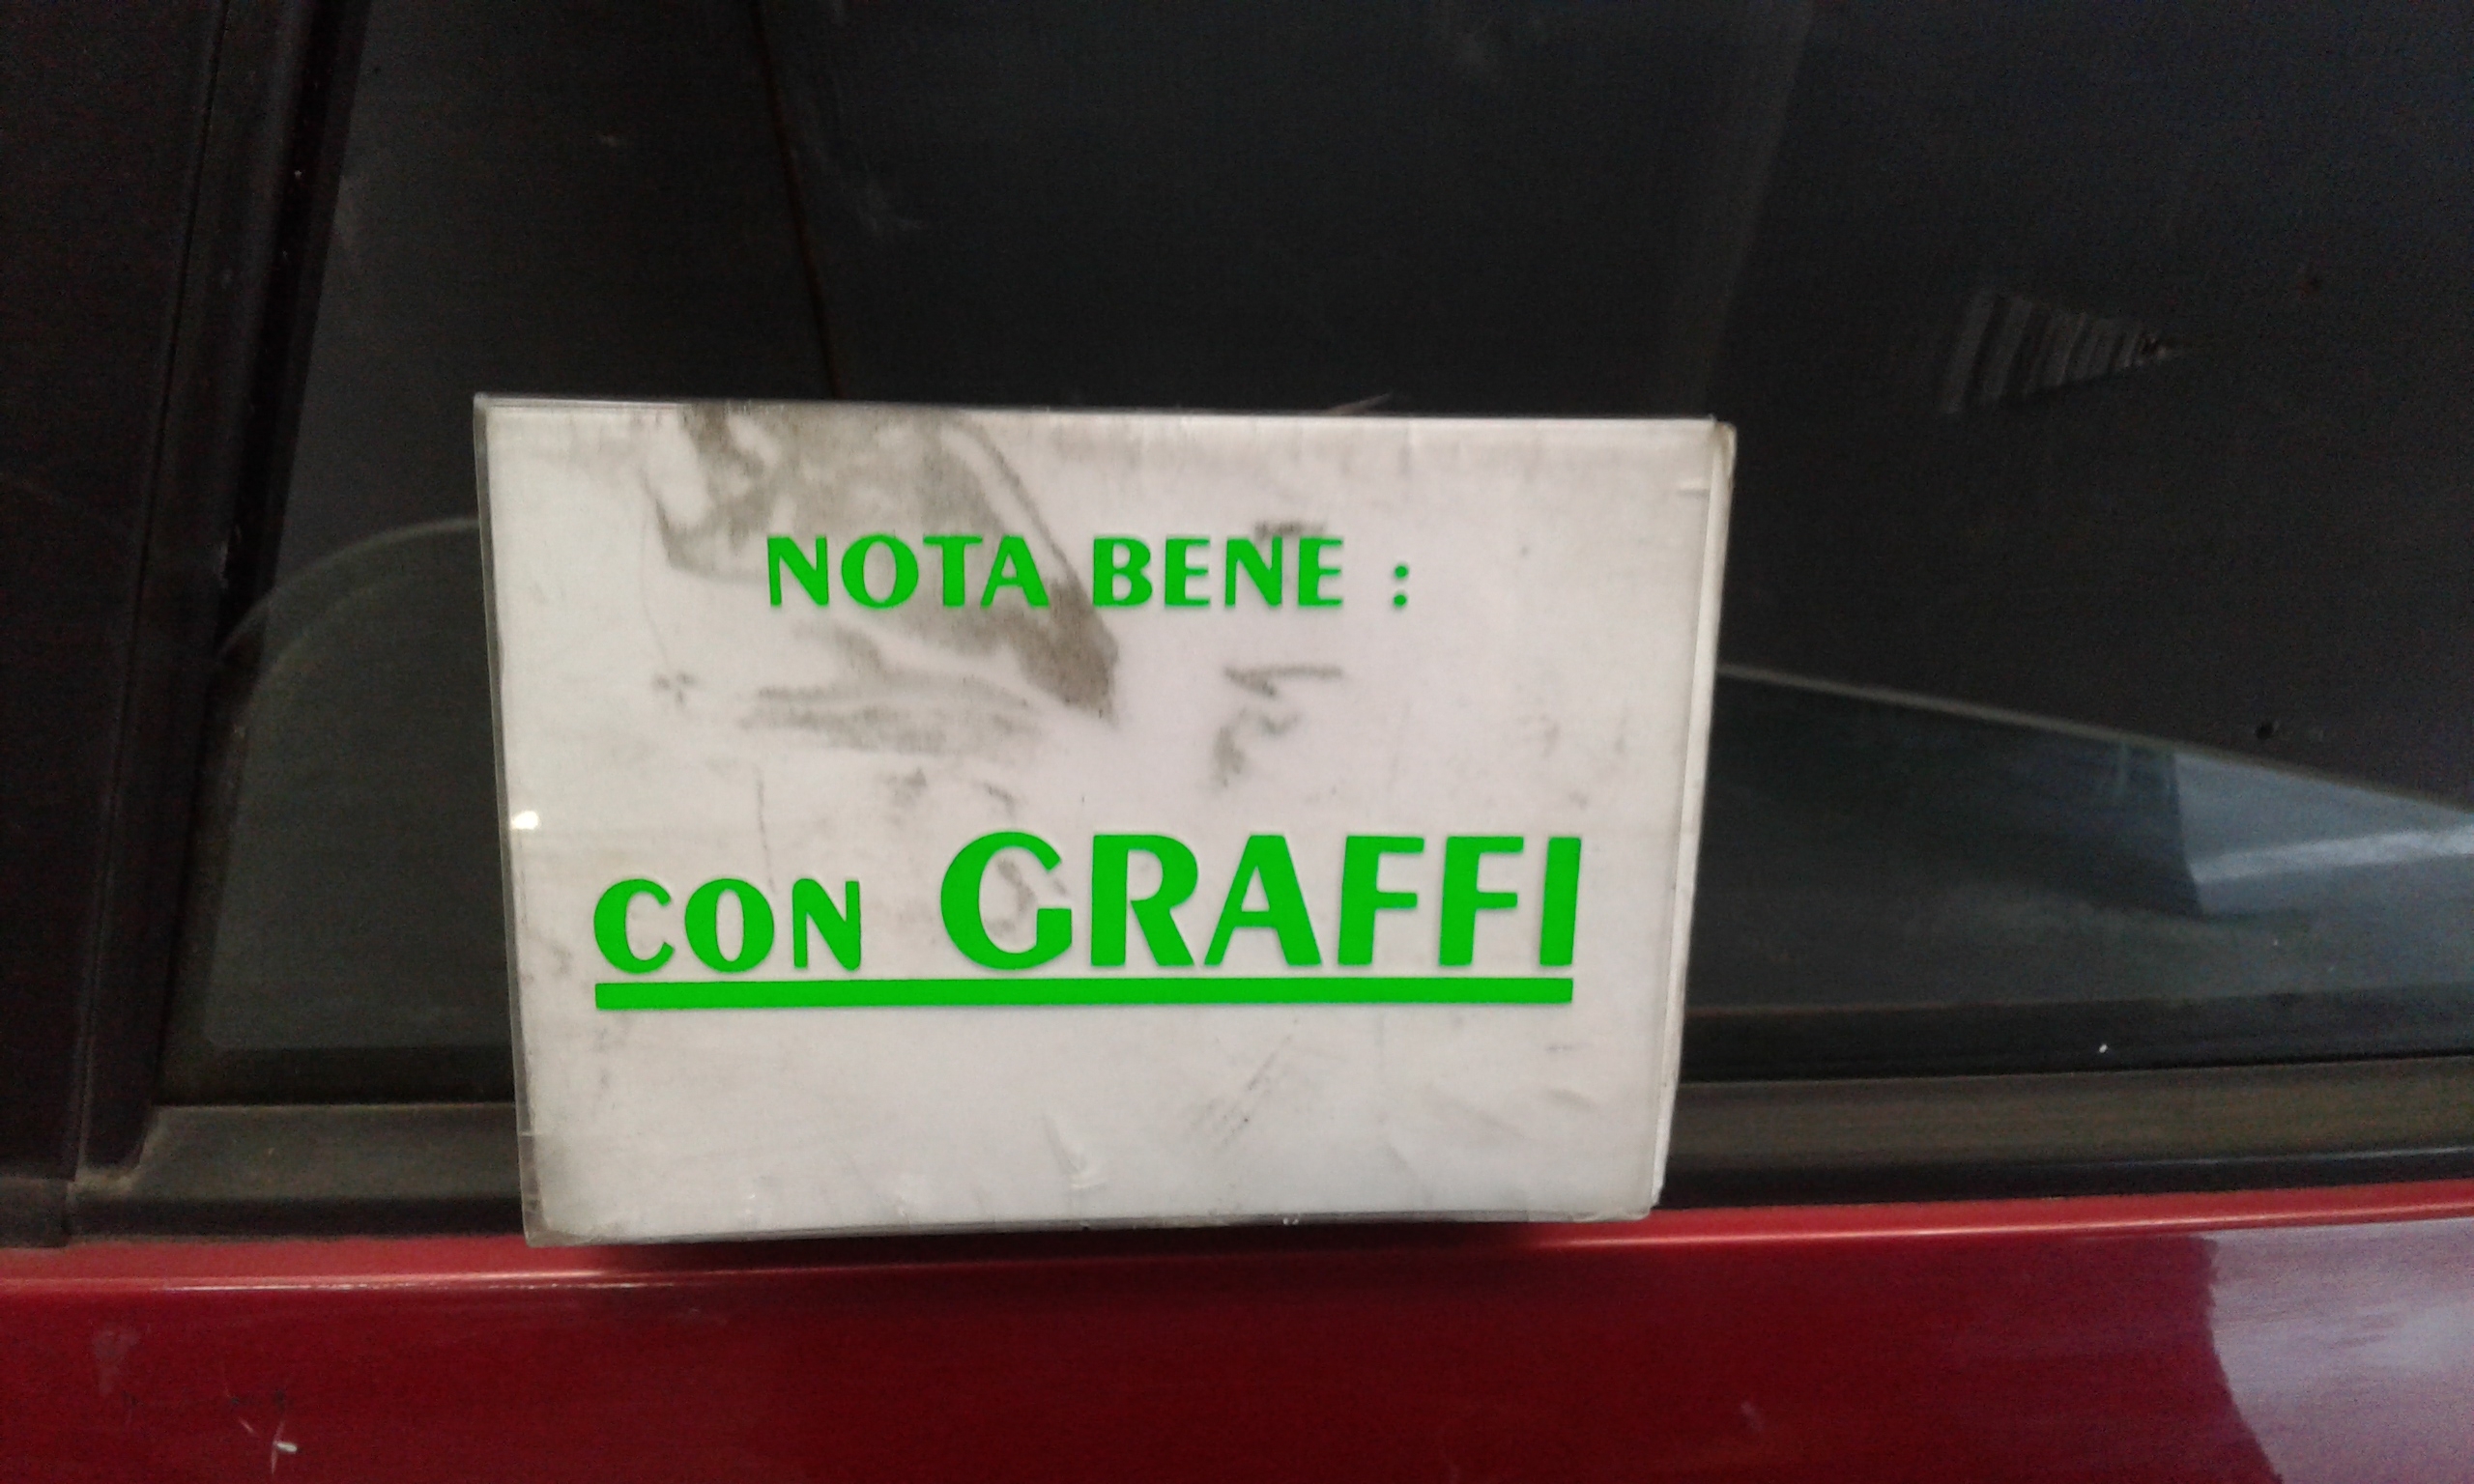 NOTA BENE :
CON GRAFFI